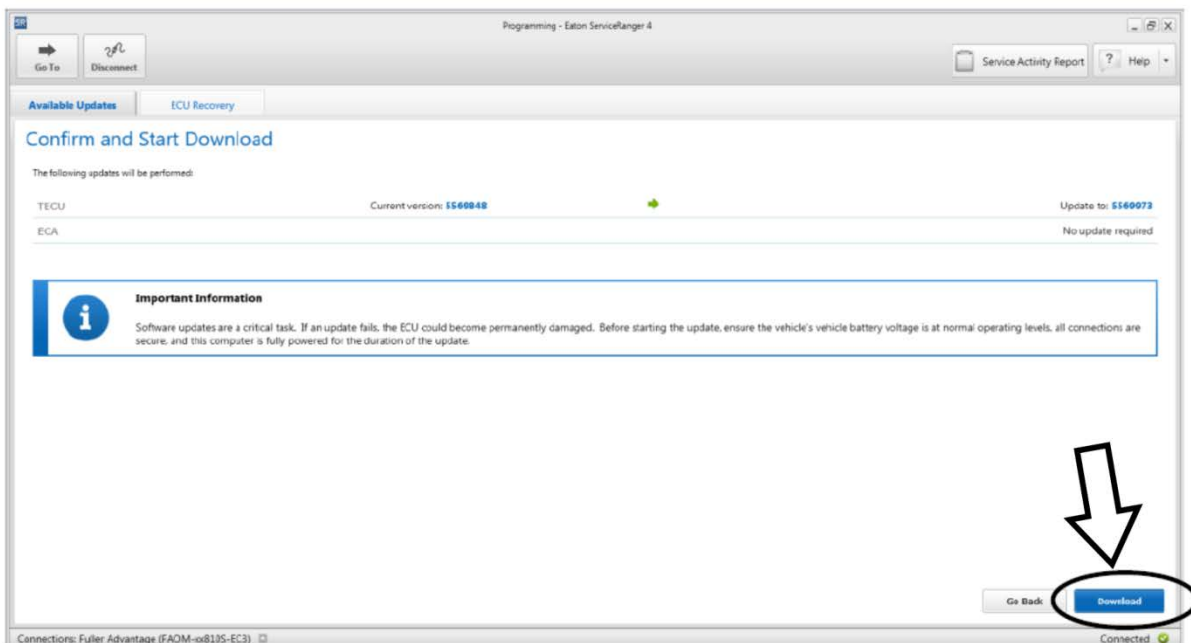 SR Programming - Eaton ServiceRanger 4
Go To Disconnect Service Activity Report ? Help
Available Updates ECU Recovery
Confirm and Start Download
The following updates will be performed:
TECU Current version: 5569848 Update to: 5569973
ECA No update required
Important Information
Software updates are a critical task. If an update fails, the ECU could become permanently damaged. Before starting the update, ensure the vehicle's vehicle battery voltage is at normal operating levels, all connections are
secure, and this computer is fully powered for the duration of the update.
Go Back Download
Connections: Fuller Advantage (FAOM-xx810S-EC3) Connected